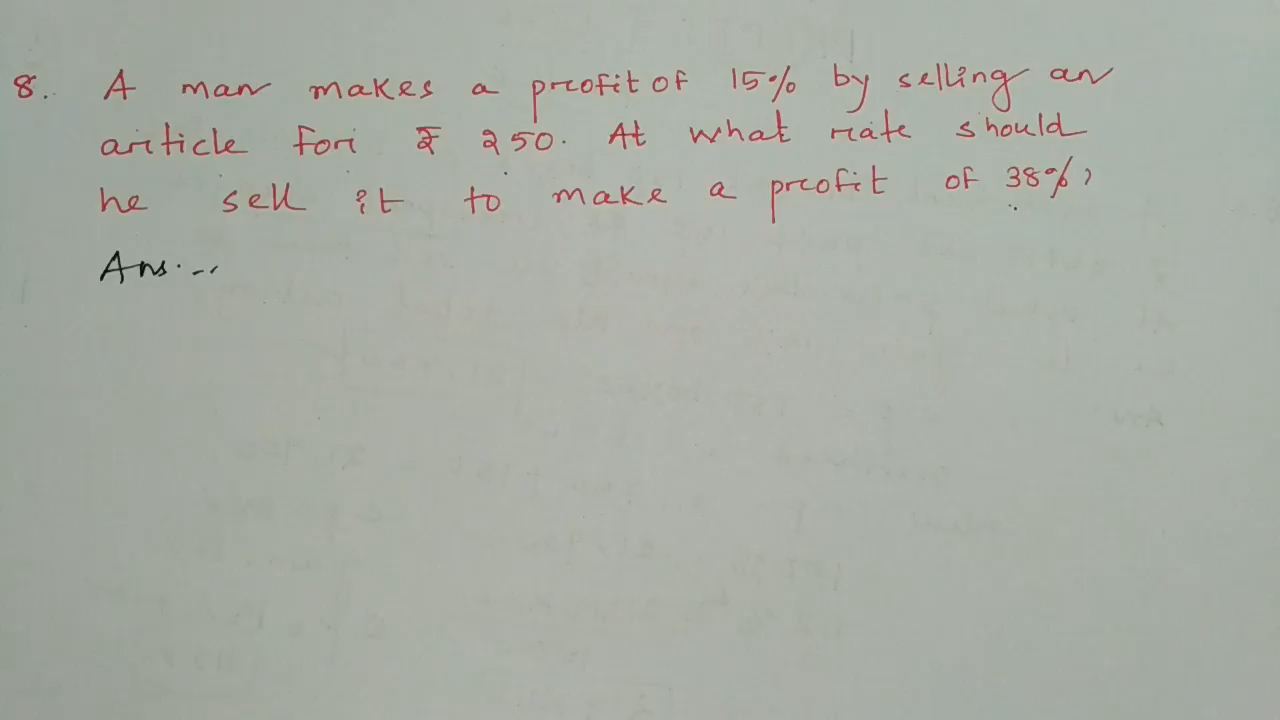 8. A man makes a profit of 15% by selling an
article for ₹ 250. At what rate should
he sell it to make a profit of 38%,
Ans...